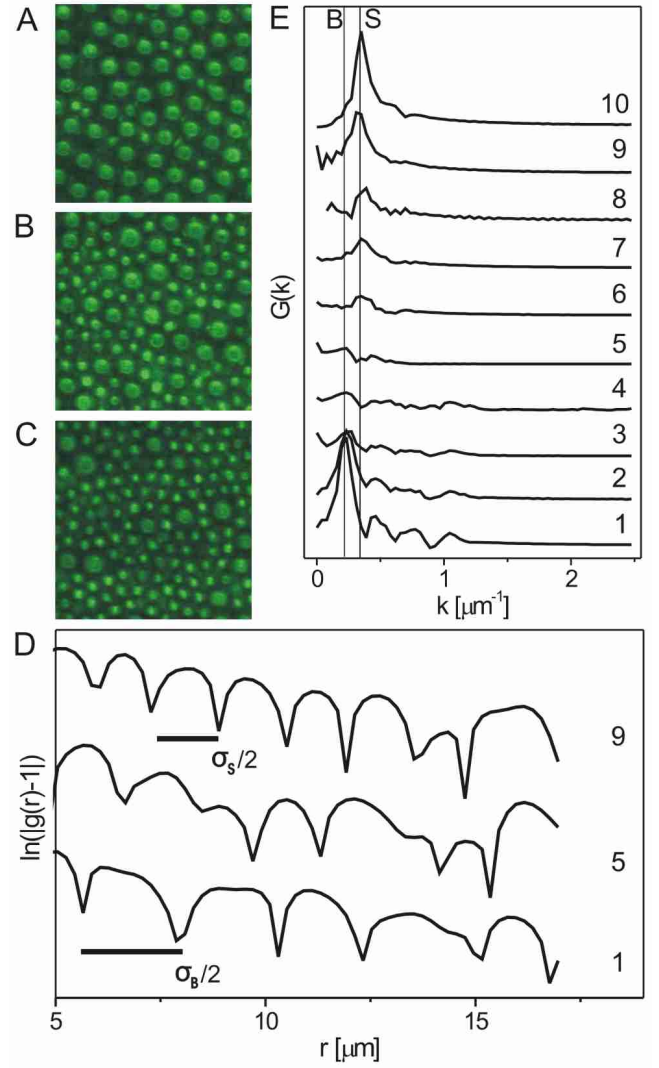 A
B
C
E
B S
10
9
8
7
6
5
4
3
2
1
G(k)
0 1 2
k [μm⁻¹]
D
9
σS/2
5
1
σB/2
ln(|g(r)-1|)
5 10 15
r [μm]